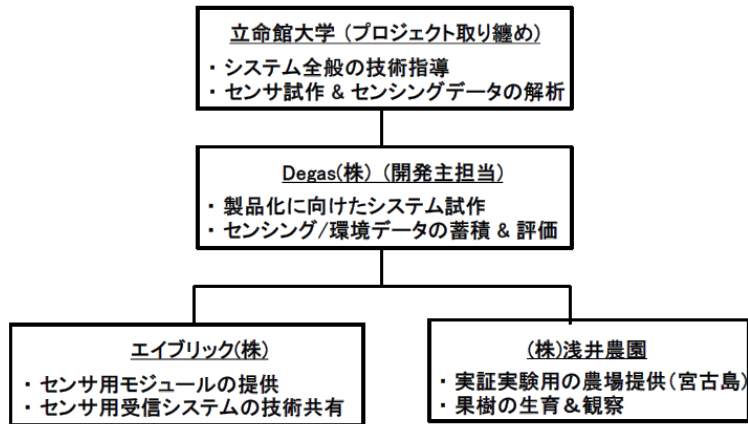 立命館大学 (プロジェクト取り纏め)
・ システム全般の技術指導
・ センサ試作 & センシングデータの解析
Degas(株) (開発主担当)
・ 製品化に向けたシステム試作
・ センシング/環境データの蓄積 & 評価
エイブリック(株)
・ センサ用モジュールの提供
・ センサ用受信システムの技術共有
(株)浅井農園
・ 実証実験用の農場提供(宮古島)
・ 果樹の生育&観察